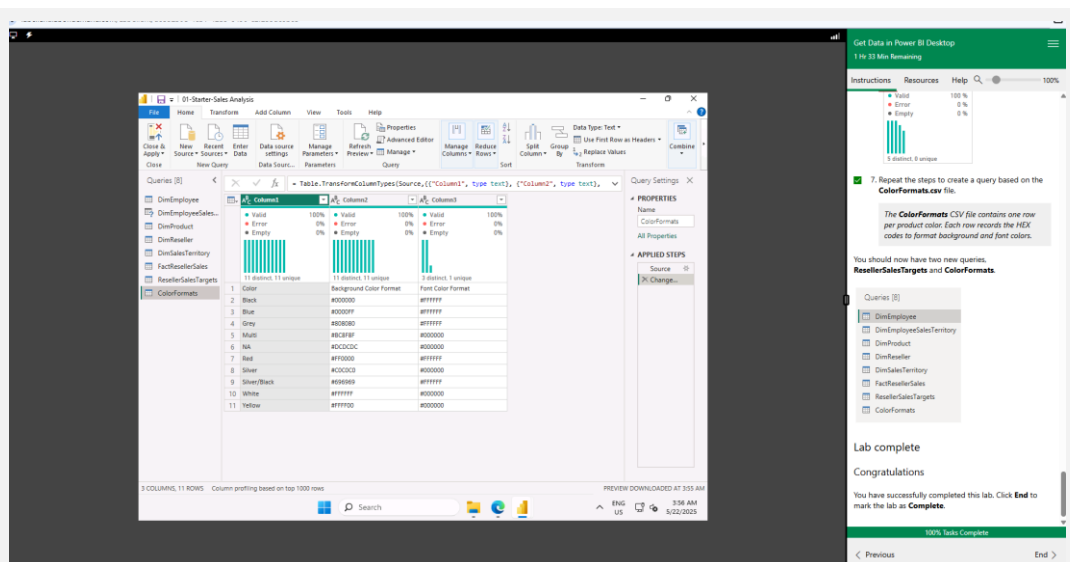 01-Starter-Sales Analysis
File Home Transform Add Column View Tools Help
Close & Apply
New Source
Recent Sources
Enter Data
Data source settings
Manage Parameters
Refresh Preview
Properties
Advanced Editor
Manage
Manage Columns
Reduce Rows
Split Column
Group By
Data Type: Text
Use First Row as Headers
Replace Values
Combine
Close New Query Data Sourc... Parameters Query Sort Transform
Queries [8]
= Table.TransformColumnTypes(Source,{{"Column1", type text}, {"Column2", type text},
DimEmployee
DimEmployeeSales...
DimProduct
DimReseller
DimSalesTerritory
FactResellerSales
ResellerSalesTargets
ColorFormats
Column1 Column2 Column3
Valid 100% Valid 100% Valid 100%
Error 0% Error 0% Error 0%
Empty 0% Empty 0% Empty 0%
11 distinct, 11 unique 11 distinct, 11 unique 3 distinct, 1 unique
1 Color Background Color Format Font Color Format
2 Black #000000 #FFFFFF
3 Blue #0000FF #FFFFFF
4 Grey #808080 #FFFFFF
5 Multi #BC8F8F #000000
6 NA #DCDCDC #000000
7 Red #FF0000 #FFFFFF
8 Silver #C0C0C0 #000000
9 Silver/Black #696969 #FFFFFF
10 White #FFFFFF #000000
11 Yellow #FFFF00 #000000
Query Settings
PROPERTIES
Name
ColorFormats
All Properties
APPLIED STEPS
Source
Change...
3 COLUMNS, 11 ROWS Column profiling based on top 1000 rows
PREVIEW DOWNLOADED AT 3:55 AM
Search
ENG
US
3:56 AM
5/22/2025
Get Data in Power BI Desktop
1 Hr 33 Min Remaining
Instructions Resources Help 100%
Valid 100 %
Error 0 %
Empty 0 %
5 distinct, 0 unique
7. Repeat the steps to create a query based on the
ColorFormats.csv file.
The ColorFormats CSV file contains one row
per product color. Each row records the HEX
codes to format background and font colors.
You should now have two new queries,
ResellerSalesTargets and ColorFormats.
Queries [8]
DimEmployee
DimEmployeeSalesTerritory
DimProduct
DimReseller
DimSalesTerritory
FactResellerSales
ResellerSalesTargets
ColorFormats
Lab complete
Congratulations
You have successfully completed this lab. Click End to
mark the lab as Complete.
100% Tasks Complete
Previous End